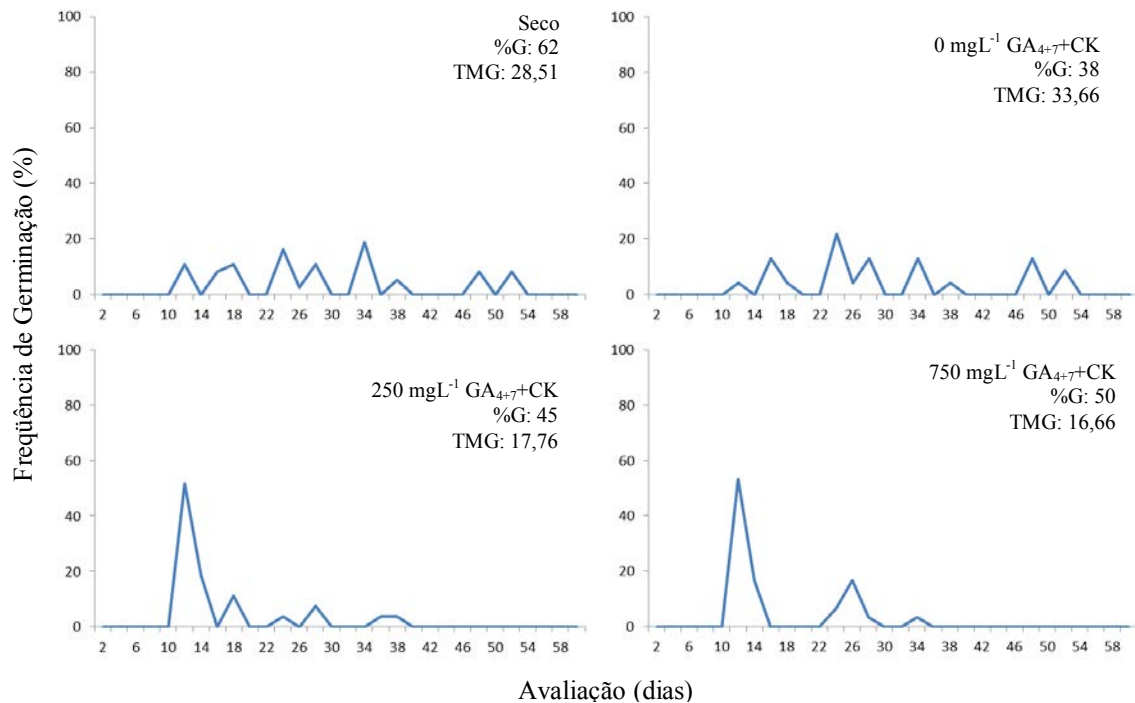 Freqüência de Germinação (%)
100
80
60
40
20
0
2 6 10 14 18 22 26 30 34 38 42 46 50 54 58
Seco
%G: 62
TMG: 28,51
100
80
60
40
20
0
2 6 10 14 18 22 26 30 34 38 42 46 50 54 58
0 mgL⁻¹ GA₄₊₇+CK
%G: 38
TMG: 33,66
100
80
60
40
20
0
2 6 10 14 18 22 26 30 34 38 42 46 50 54 58
250 mgL⁻¹ GA₄₊₇+CK
%G: 45
TMG: 17,76
100
80
60
40
20
0
2 6 10 14 18 22 26 30 34 38 42 46 50 54 58
750 mgL⁻¹ GA₄₊₇+CK
%G: 50
TMG: 16,66
Avaliação (dias)